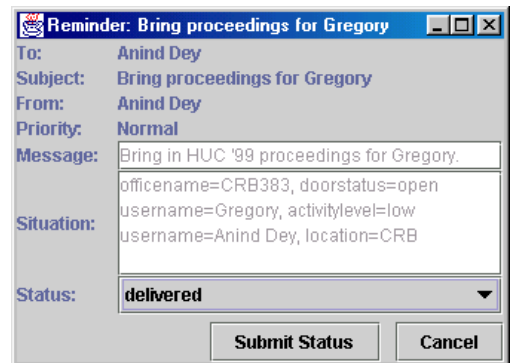 Reminder: Bring proceedings for Gregory
To: Anind Dey
Subject: Bring proceedings for Gregory
From: Anind Dey
Priority: Normal
Message: Bring in HUC '99 proceedings for Gregory.
Situation: officename=CRB383, doorstatus=open
username=Gregory, activitylevel=low
username=Anind Dey, location=CRB
Status: delivered
Submit Status Cancel